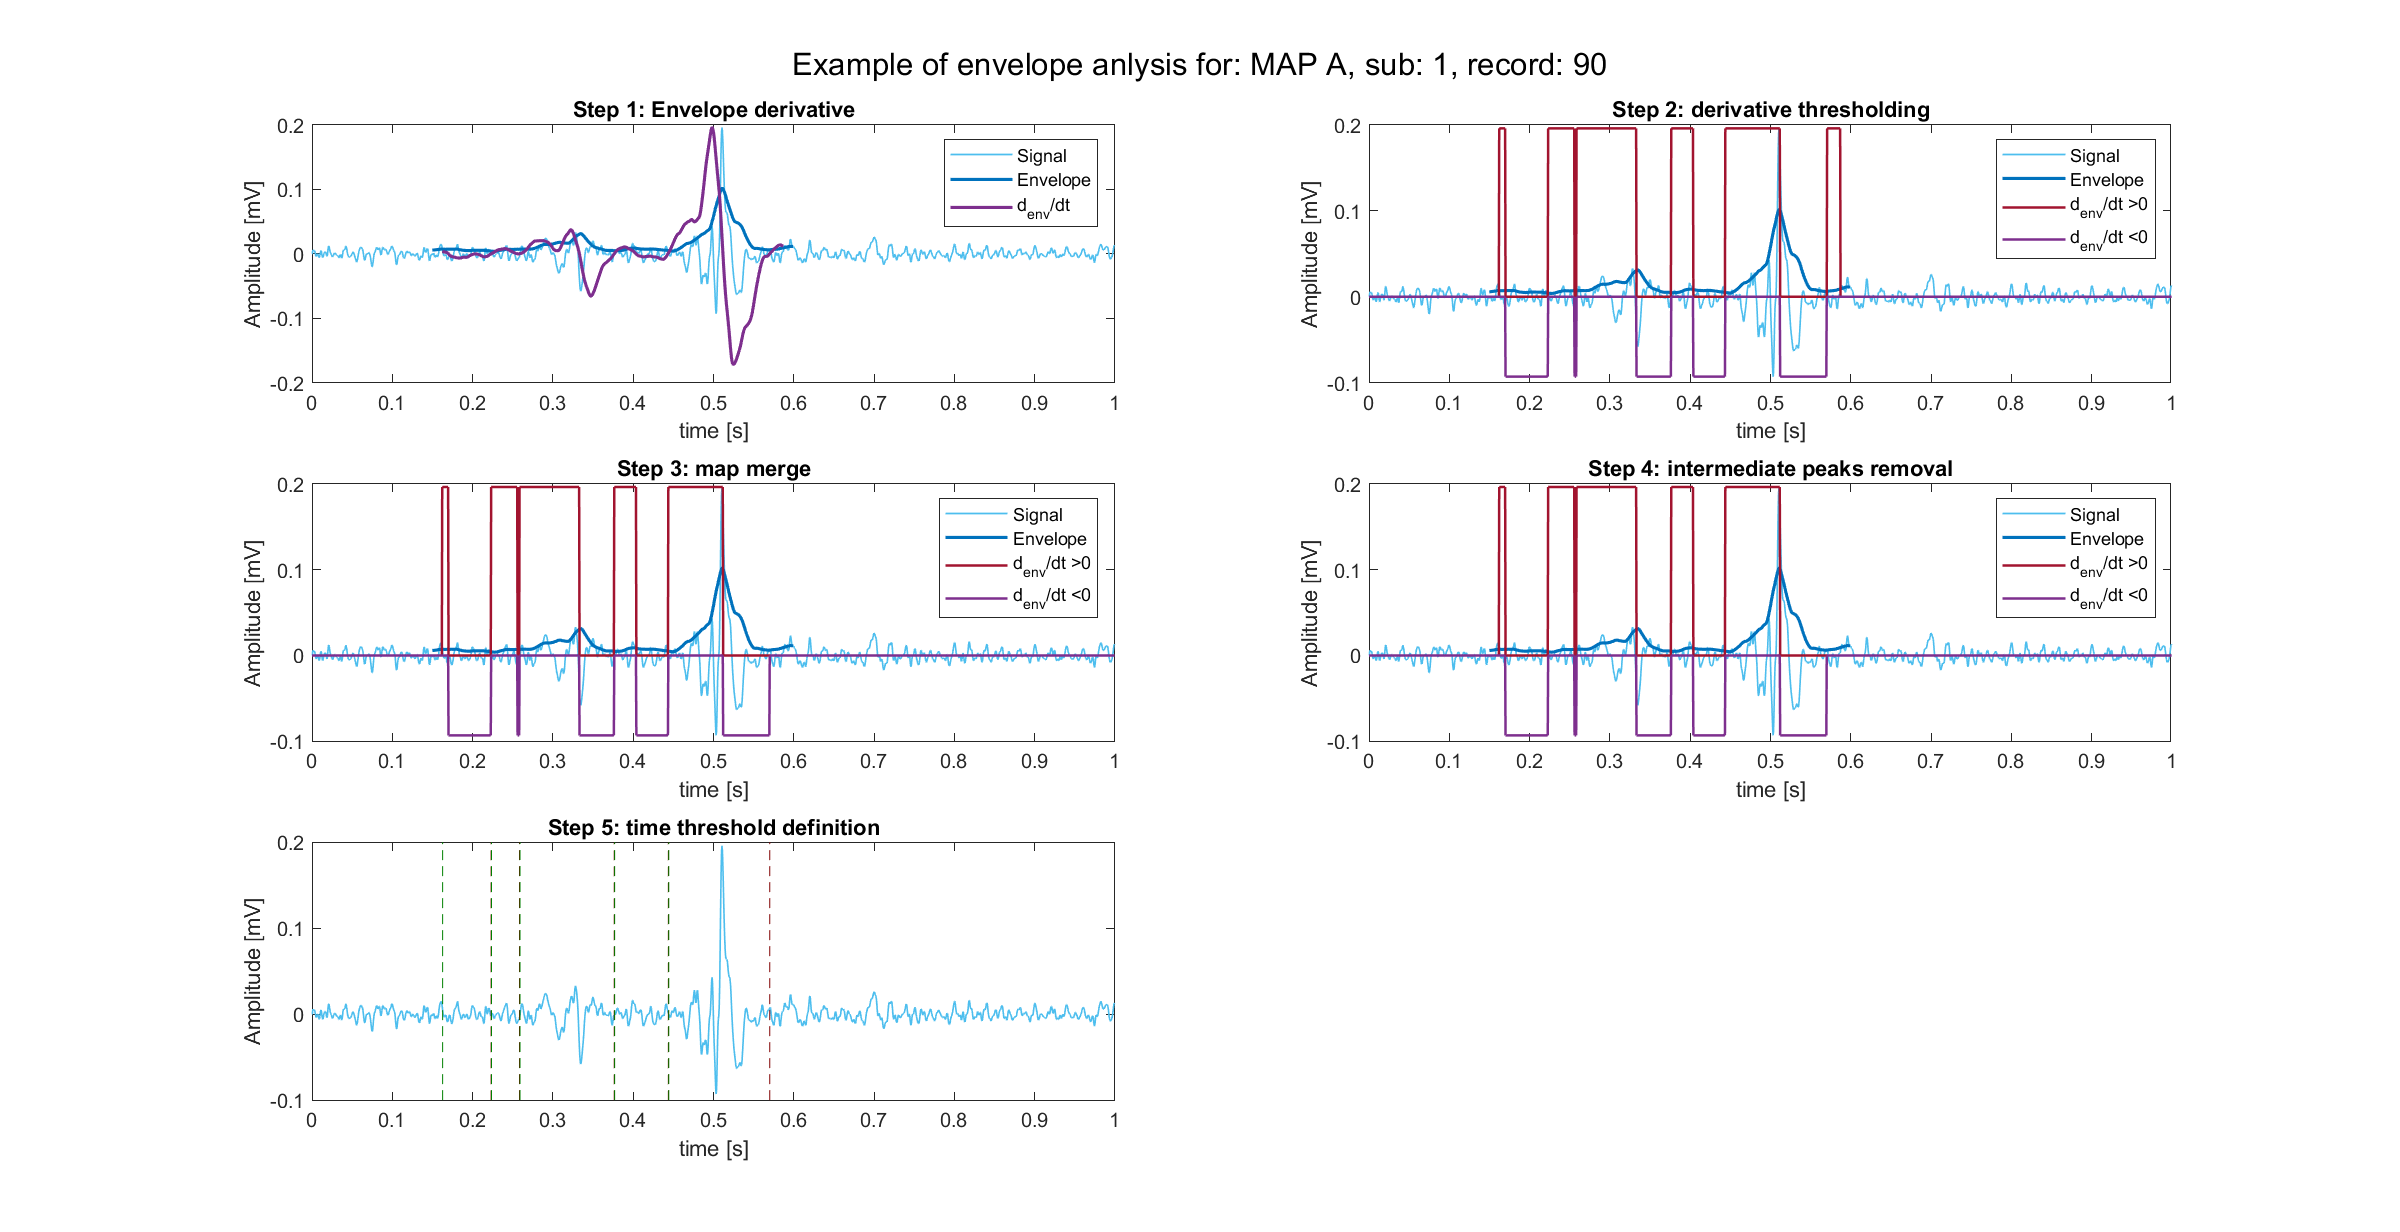 Example of envelope anlysis for: MAP A, sub: 1, record: 90
Step 1: Envelope derivative
Amplitude [mV]
0.2
0.1
0
-0.1
-0.2
Signal
Envelope
d_env/dt
0 0.1 0.2 0.3 0.4 0.5 0.6 0.7 0.8 0.9 1
time [s]
Step 2: derivative thresholding
Amplitude [mV]
0.2
0.1
0
-0.1
Signal
Envelope
d_env/dt >0
d_env/dt <0
0 0.1 0.2 0.3 0.4 0.5 0.6 0.7 0.8 0.9 1
time [s]
Step 3: map merge
Amplitude [mV]
0.2
0.1
0
-0.1
Signal
Envelope
d_env/dt >0
d_env/dt <0
0 0.1 0.2 0.3 0.4 0.5 0.6 0.7 0.8 0.9 1
time [s]
Step 4: intermediate peaks removal
Amplitude [mV]
0.2
0.1
0
-0.1
Signal
Envelope
d_env/dt >0
d_env/dt <0
0 0.1 0.2 0.3 0.4 0.5 0.6 0.7 0.8 0.9 1
time [s]
Step 5: time threshold definition
Amplitude [mV]
0.2
0.1
0
-0.1
0 0.1 0.2 0.3 0.4 0.5 0.6 0.7 0.8 0.9 1
time [s]